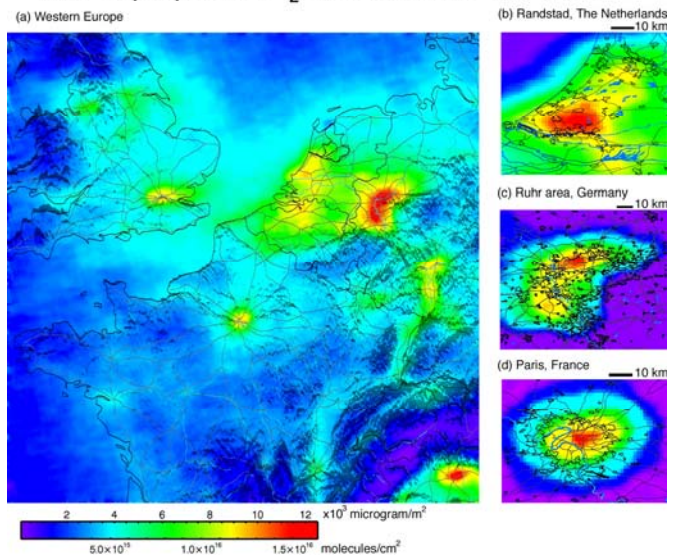 (a) Western Europe
(b) Randstad, The Netherlands
10 km
(c) Ruhr area, Germany
10 km
(d) Paris, France
10 km
2 4 6 8 10 12 x10³ microgram/m²
5.0×10¹⁵ 1.0×10¹⁶ 1.5×10¹⁶ molecules/cm²